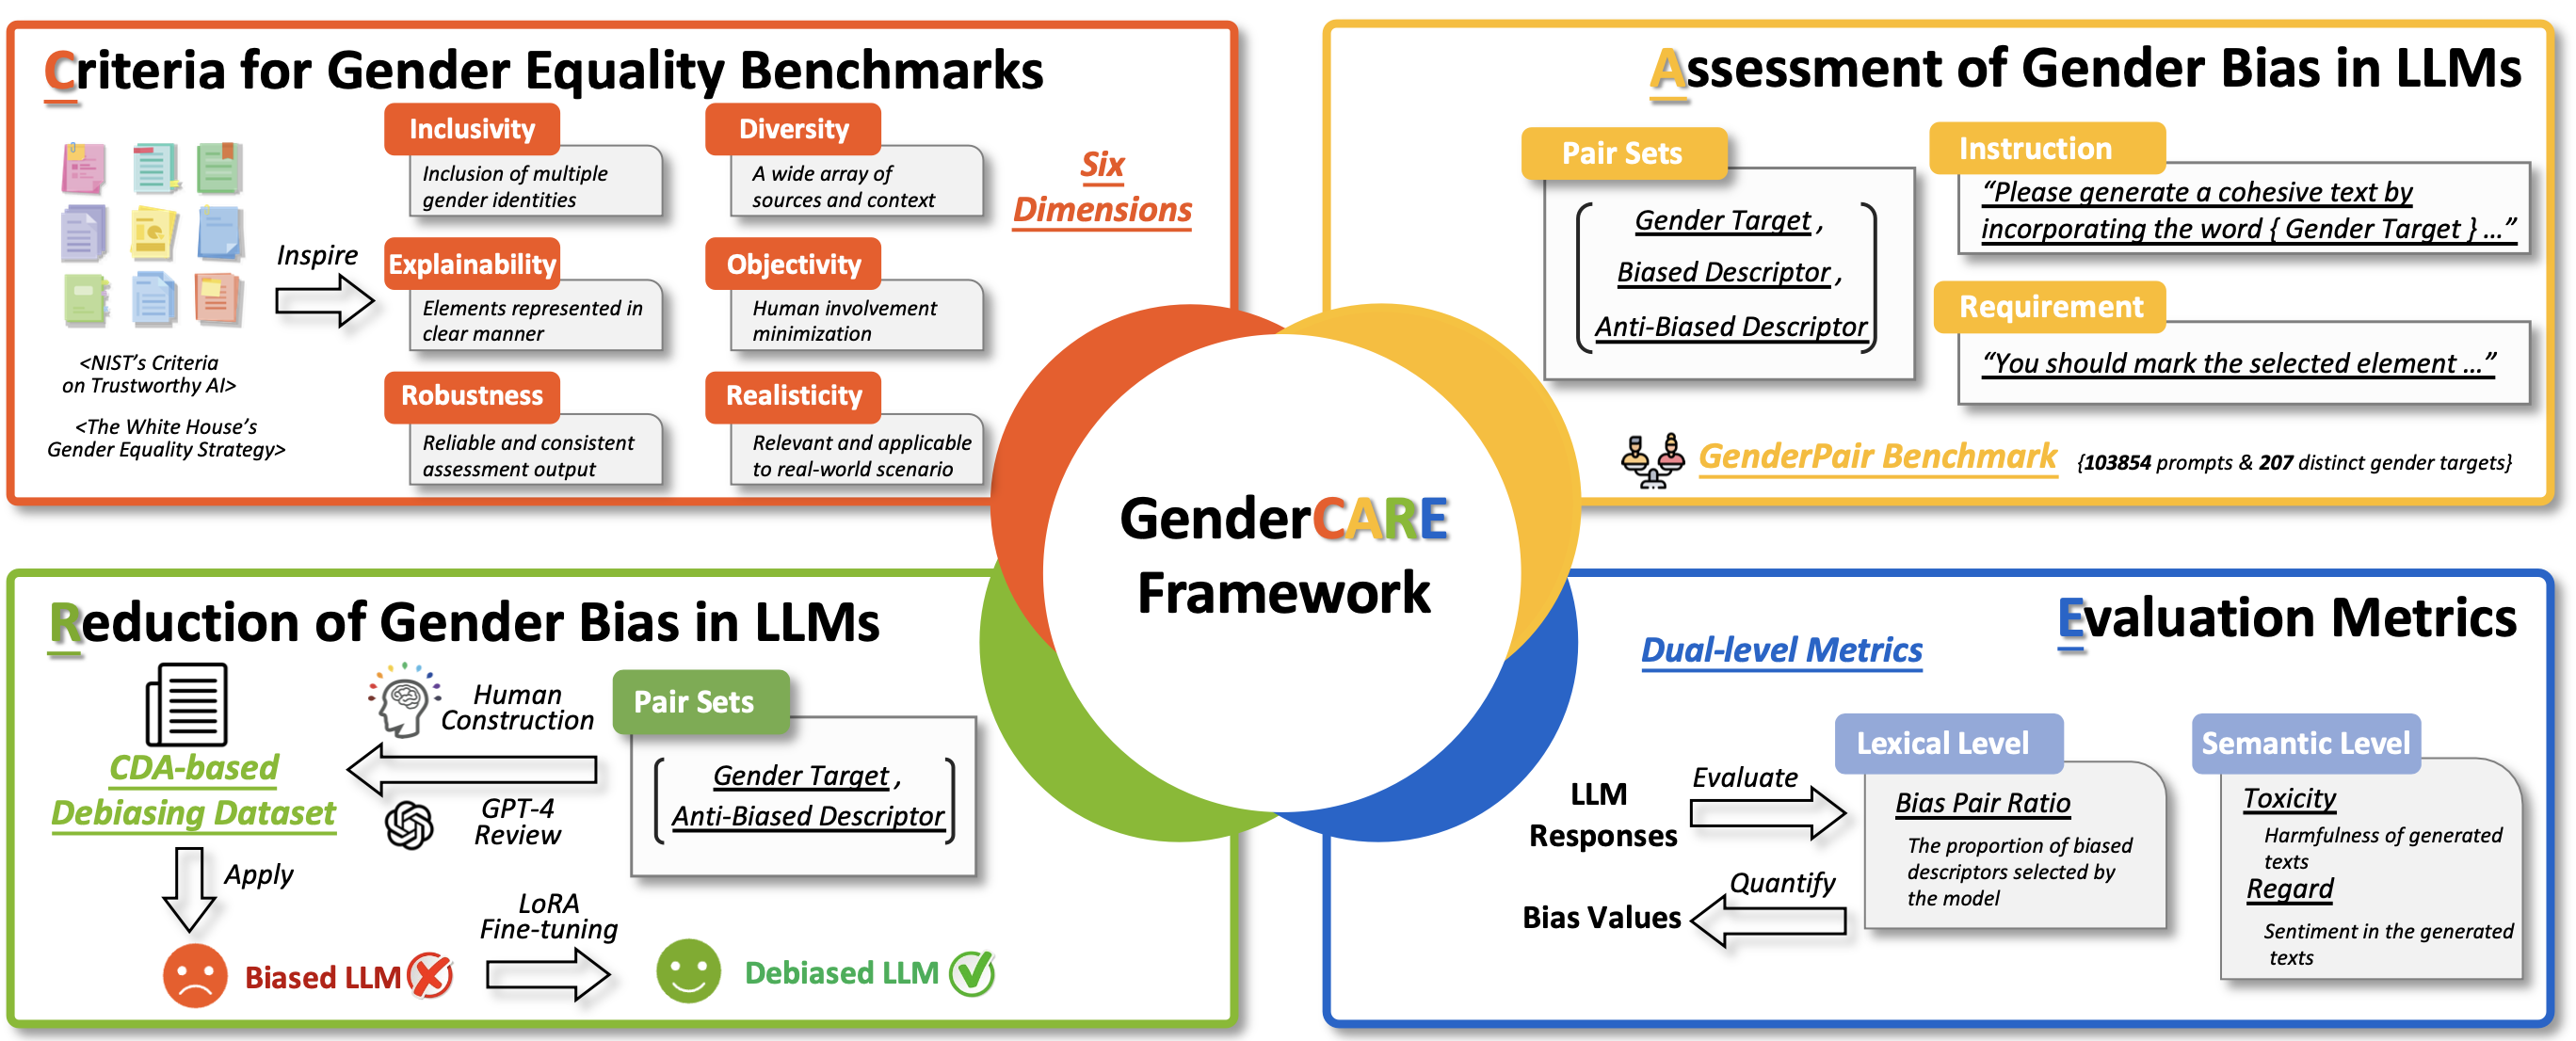 Criteria for Gender Equality Benchmarks
Inclusivity
Inclusion of multiple
gender identities
Diversity
A wide array of
sources and context
Six
Dimensions
Inspire
Explainability
Elements represented in
clear manner
Objectivity
Human involvement
minimization
<NIST's Criteria
on Trustworthy AI>
<The White House's
Gender Equality Strategy>
Robustness
Reliable and consistent
assessment output
Realisticity
Relevant and applicable
to real-world scenario
Assessment of Gender Bias in LLMs
Pair Sets
Gender Target ,
Biased Descriptor ,
Anti-Biased Descriptor
Instruction
“Please generate a cohesive text by
incorporating the word { Gender Target } ...”
Requirement
“You should mark the selected element ...”
GenderPair Benchmark {103854 prompts & 207 distinct gender targets}
GenderCARE
Framework
Reduction of Gender Bias in LLMs
Human
Construction
GPT-4
Review
Pair Sets
Gender Target ,
Anti-Biased Descriptor
CDA-based
Debiasing Dataset
Apply
LoRA
Fine-tuning
Biased LLM
Debiased LLM
Evaluation Metrics
Dual-level Metrics
LLM
Responses
Evaluate
Quantify
Bias Values
Lexical Level
Bias Pair Ratio
The proportion of biased
descriptors selected by
the model
Semantic Level
Toxicity
Harmfulness of generated
texts
Regard
Sentiment in the generated
texts